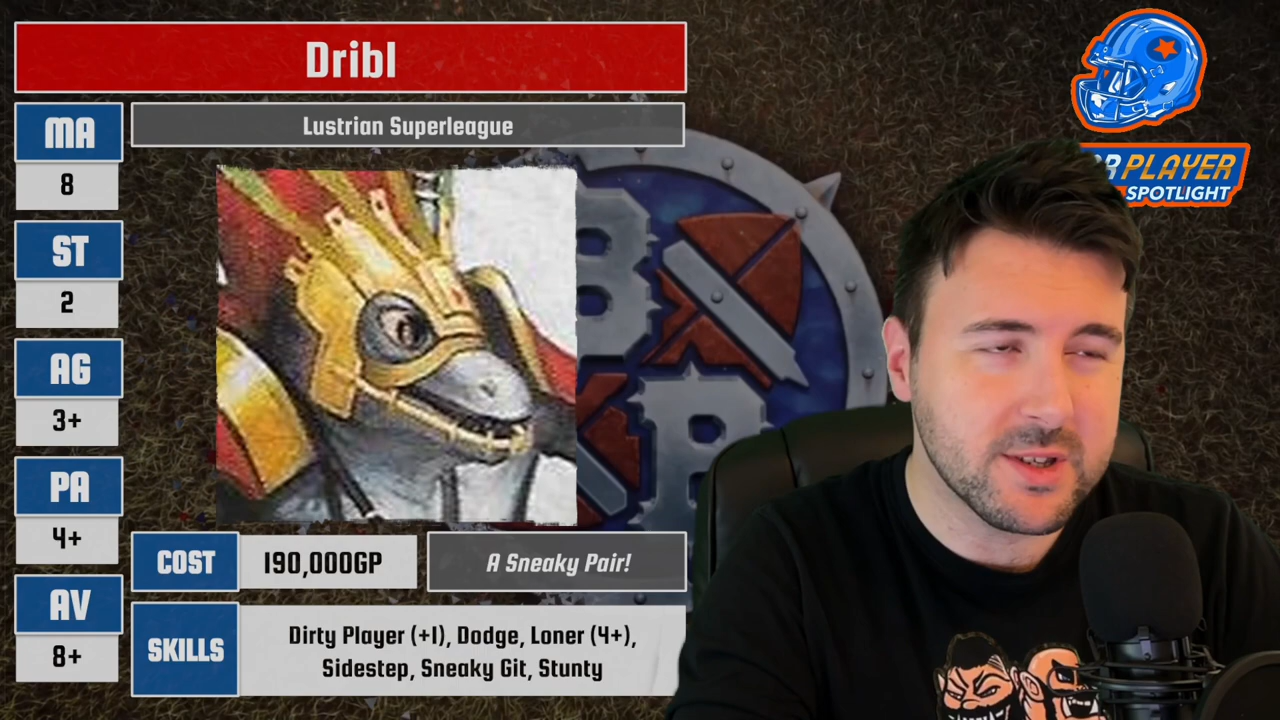 Dribl
MA
Lustrian Superleague
8
ST
2
AG
3+
PA
4+
COST
190,000GP
A Sneaky Pair!
AV
8+
SKILLS
Dirty Player (+1), Dodge, Loner (4+),
Sidestep, Sneaky Git, Stunty
PLAYER
SPOTLIGHT